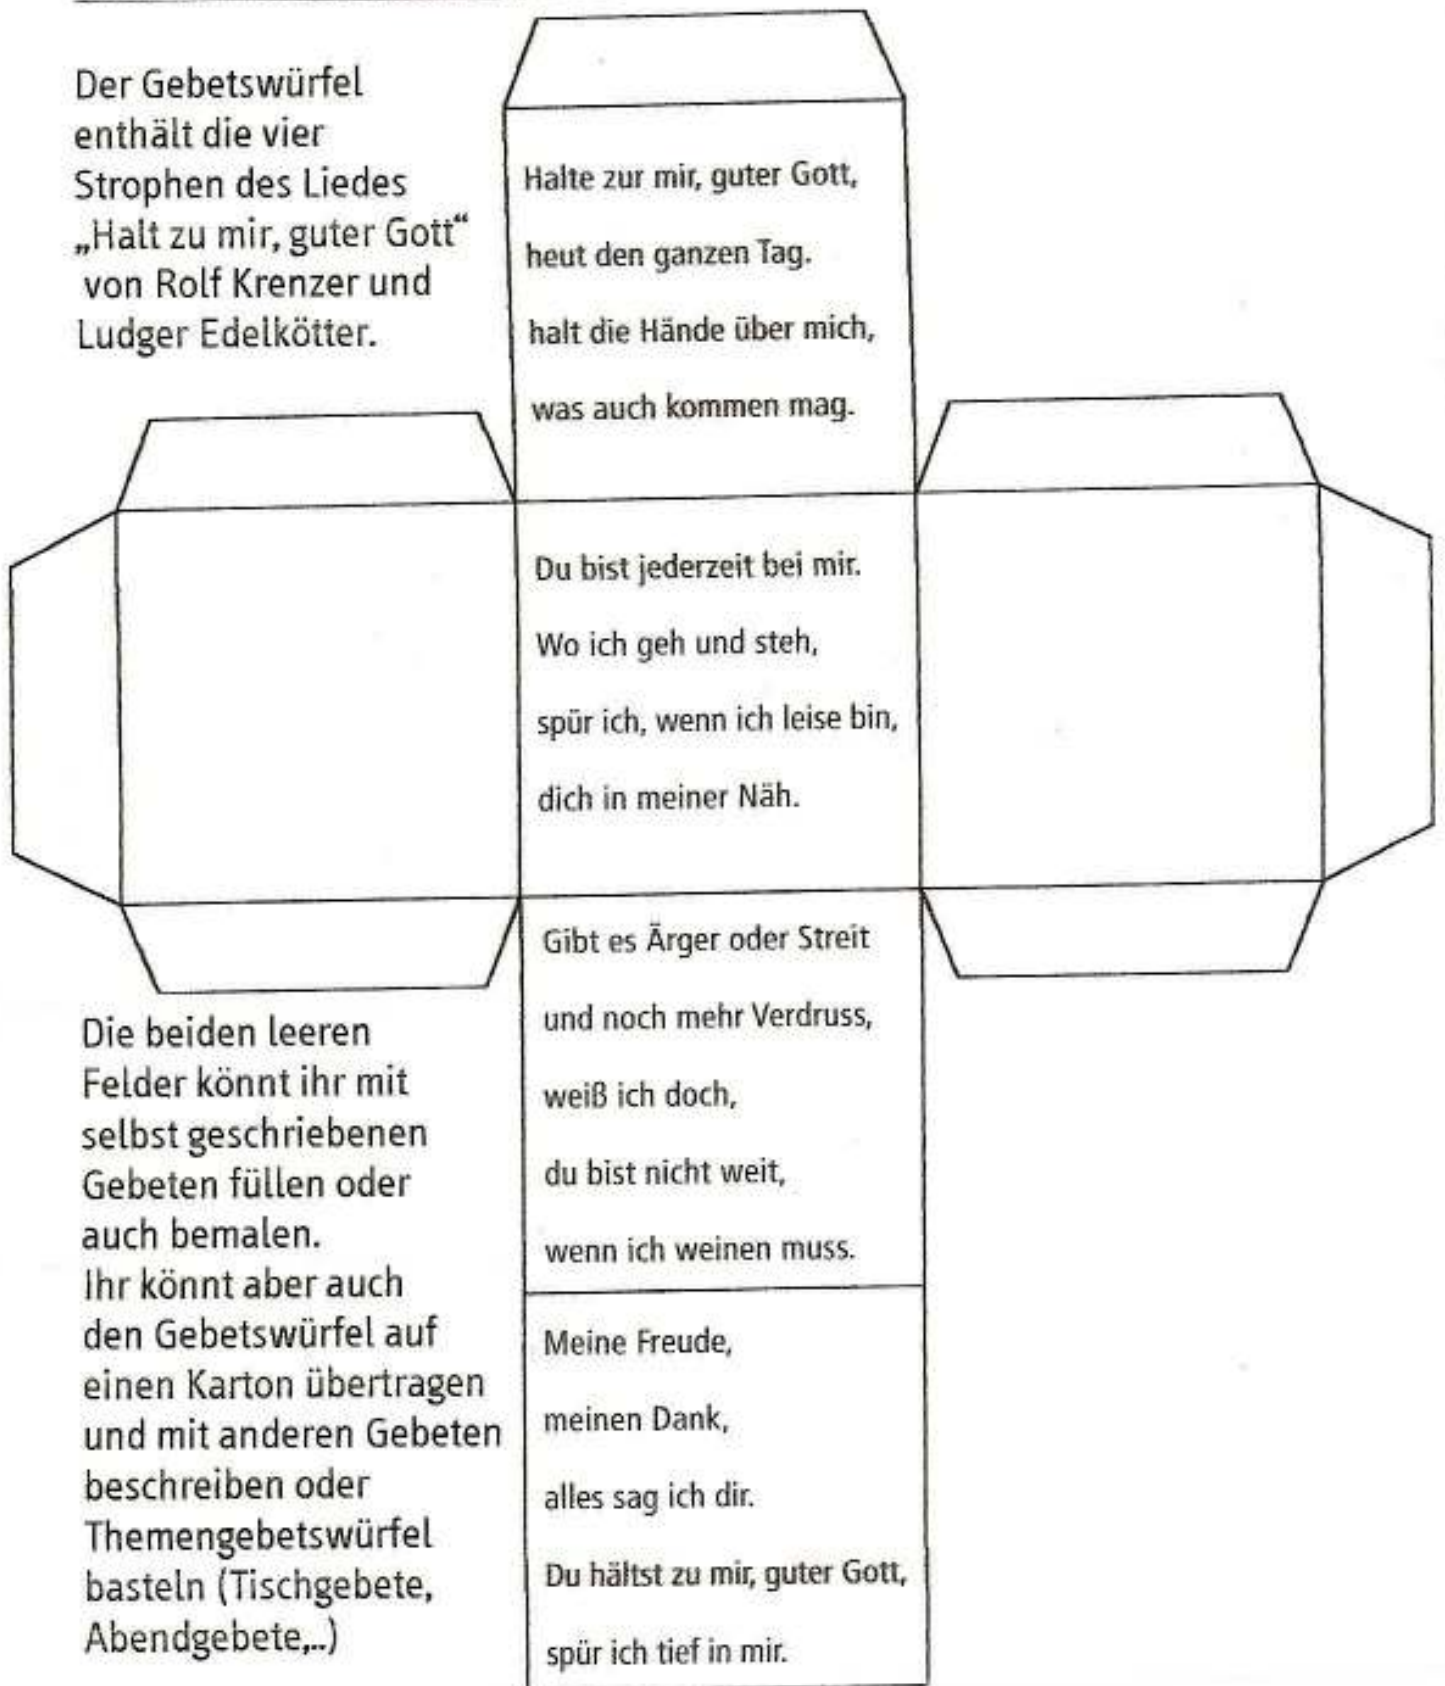 Der Gebetswürfel
enthält die vier
Strophen des Liedes
„Halt zu mir, guter Gott“
von Rolf Krenzer und
Ludger Edelkötter.
Halte zur mir, guter Gott,
heut den ganzen Tag.
halt die Hände über mich,
was auch kommen mag.
Du bist jederzeit bei mir.
Wo ich geh und steh,
spür ich, wenn ich leise bin,
dich in meiner Näh.
Gibt es Ärger oder Streit
und noch mehr Verdruss,
weiß ich doch,
du bist nicht weit,
wenn ich weinen muss.
Meine Freude,
meinen Dank,
alles sag ich dir.
Du hältst zu mir, guter Gott,
spür ich tief in mir.
Die beiden leeren
Felder könnt ihr mit
selbst geschriebenen
Gebeten füllen oder
auch bemalen.
Ihr könnt aber auch
den Gebetswürfel auf
einen Karton übertragen
und mit anderen Gebeten
beschreiben oder
Themengebetswürfel
basteln (Tischgebete,
Abendgebete,..)